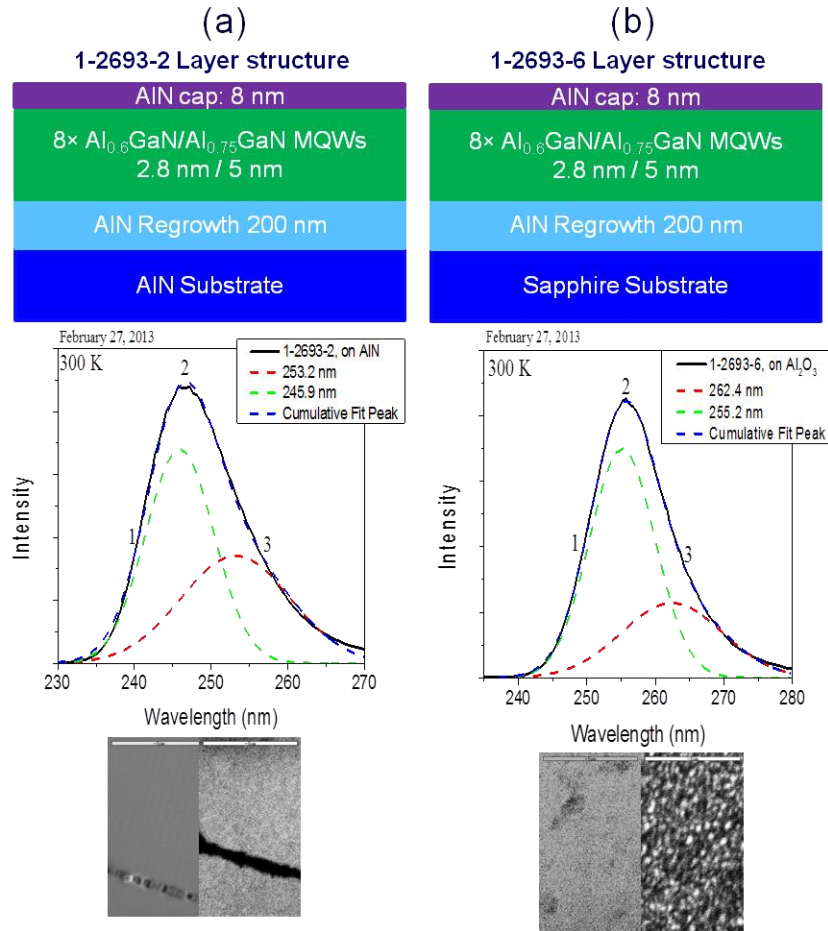 (a)
1-2693-2 Layer structure
AlN cap: 8 nm
8× Al₀.₆GaN/Al₀.₇₅GaN MQWs
2.8 nm / 5 nm
AlN Regrowth 200 nm
AlN Substrate
February 27, 2013
300 K
1-2693-2, on AlN
253.2 nm
245.9 nm
Cumulative Fit Peak
1
2
3
Intensity
230
240
250
260
270
Wavelength (nm)
(b)
1-2693-6 Layer structure
AlN cap: 8 nm
8× Al₀.₆GaN/Al₀.₇₅GaN MQWs
2.8 nm / 5 nm
AlN Regrowth 200 nm
Sapphire Substrate
February 27, 2013
300 K
1-2693-6, on Al₂O₃
262.4 nm
255.2 nm
Cumulative Fit Peak
1
2
3
Intensity
240
250
260
270
280
Wavelength (nm)